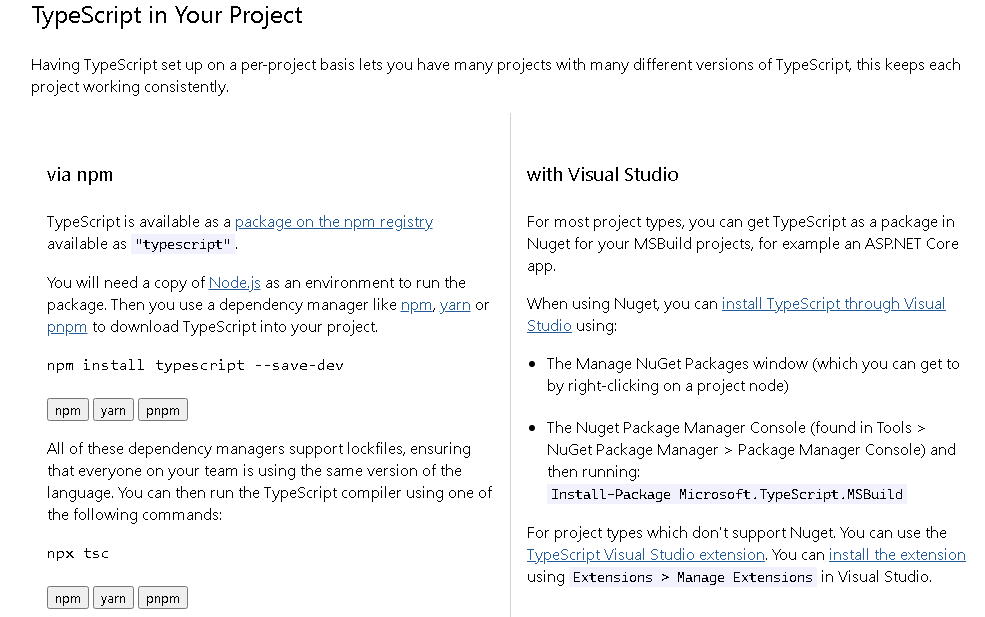 TypeScript in Your Project
Having TypeScript set up on a per-project basis lets you have many projects with many different versions of TypeScript, this keeps each
project working consistently.
via npm
TypeScript is available as a package on the npm registry
available as "typescript".
You will need a copy of Node.js as an environment to run the
package. Then you use a dependency manager like npm, yarn or
pnpm to download TypeScript into your project.
npm install typescript --save-dev
npm yarn pnpm
All of these dependency managers support lockfiles, ensuring
that everyone on your team is using the same version of the
language. You can then run the TypeScript compiler using one of
the following commands:
npx tsc
npm yarn pnpm
with Visual Studio
For most project types, you can get TypeScript as a package in
Nuget for your MSBuild projects, for example an ASP.NET Core
app.
When using Nuget, you can install TypeScript through Visual
Studio using:
• The Manage NuGet Packages window (which you can get to
by right-clicking on a project node)
• The Nuget Package Manager Console (found in Tools >
NuGet Package Manager > Package Manager Console) and
then running:
Install-Package Microsoft.TypeScript.MSBuild
For project types which don't support Nuget. You can use the
TypeScript Visual Studio extension. You can install the extension
using Extensions > Manage Extensions in Visual Studio.